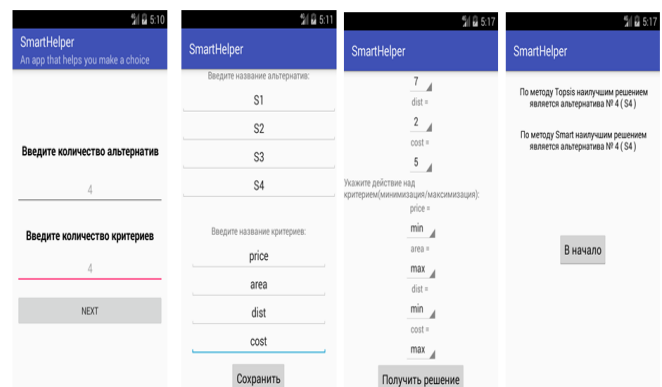 5:10
SmartHelper
An app that helps you make a choice
Введите количество альтернатив
4
Введите количество критериев
4
NEXT
5:11
SmartHelper
Введите название альтернатив:
S1
S2
S3
S4
Введите название критериев:
price
area
dist
cost
Сохранить
5:17
SmartHelper
7
dist =
2
cost =
5
Укажите действие над
критерием(минимизация/максимизация):
price =
min
area =
max
dist =
min
cost =
max
Получить решение
5:17
SmartHelper
По методу Topsis наилучшим решением
является альтернатива № 4 ( S4 )
По методу Smart наилучшим решением
является альтернатива № 4 ( S4 )
В начало